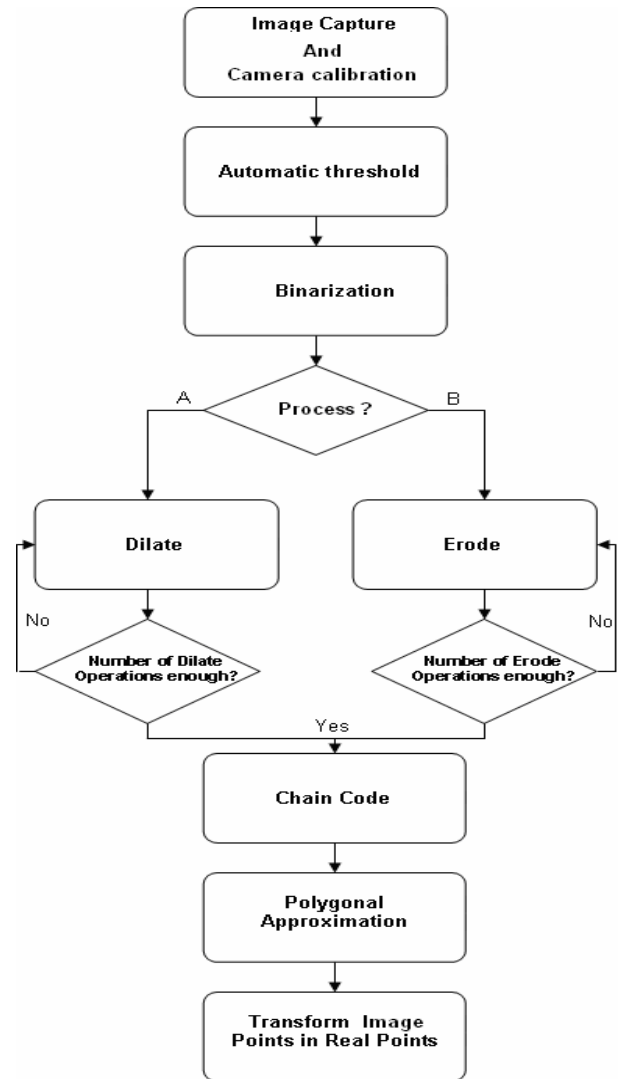 Image Capture
And
Camera calibration
Automatic threshold
Binarization
A
Process ?
B
Dilate
Erode
No
No
Number of Dilate
Operations enough?
Number of Erode
Operations enough?
Yes
Chain Code
Polygonal
Approximation
Transform Image
Points in Real Points